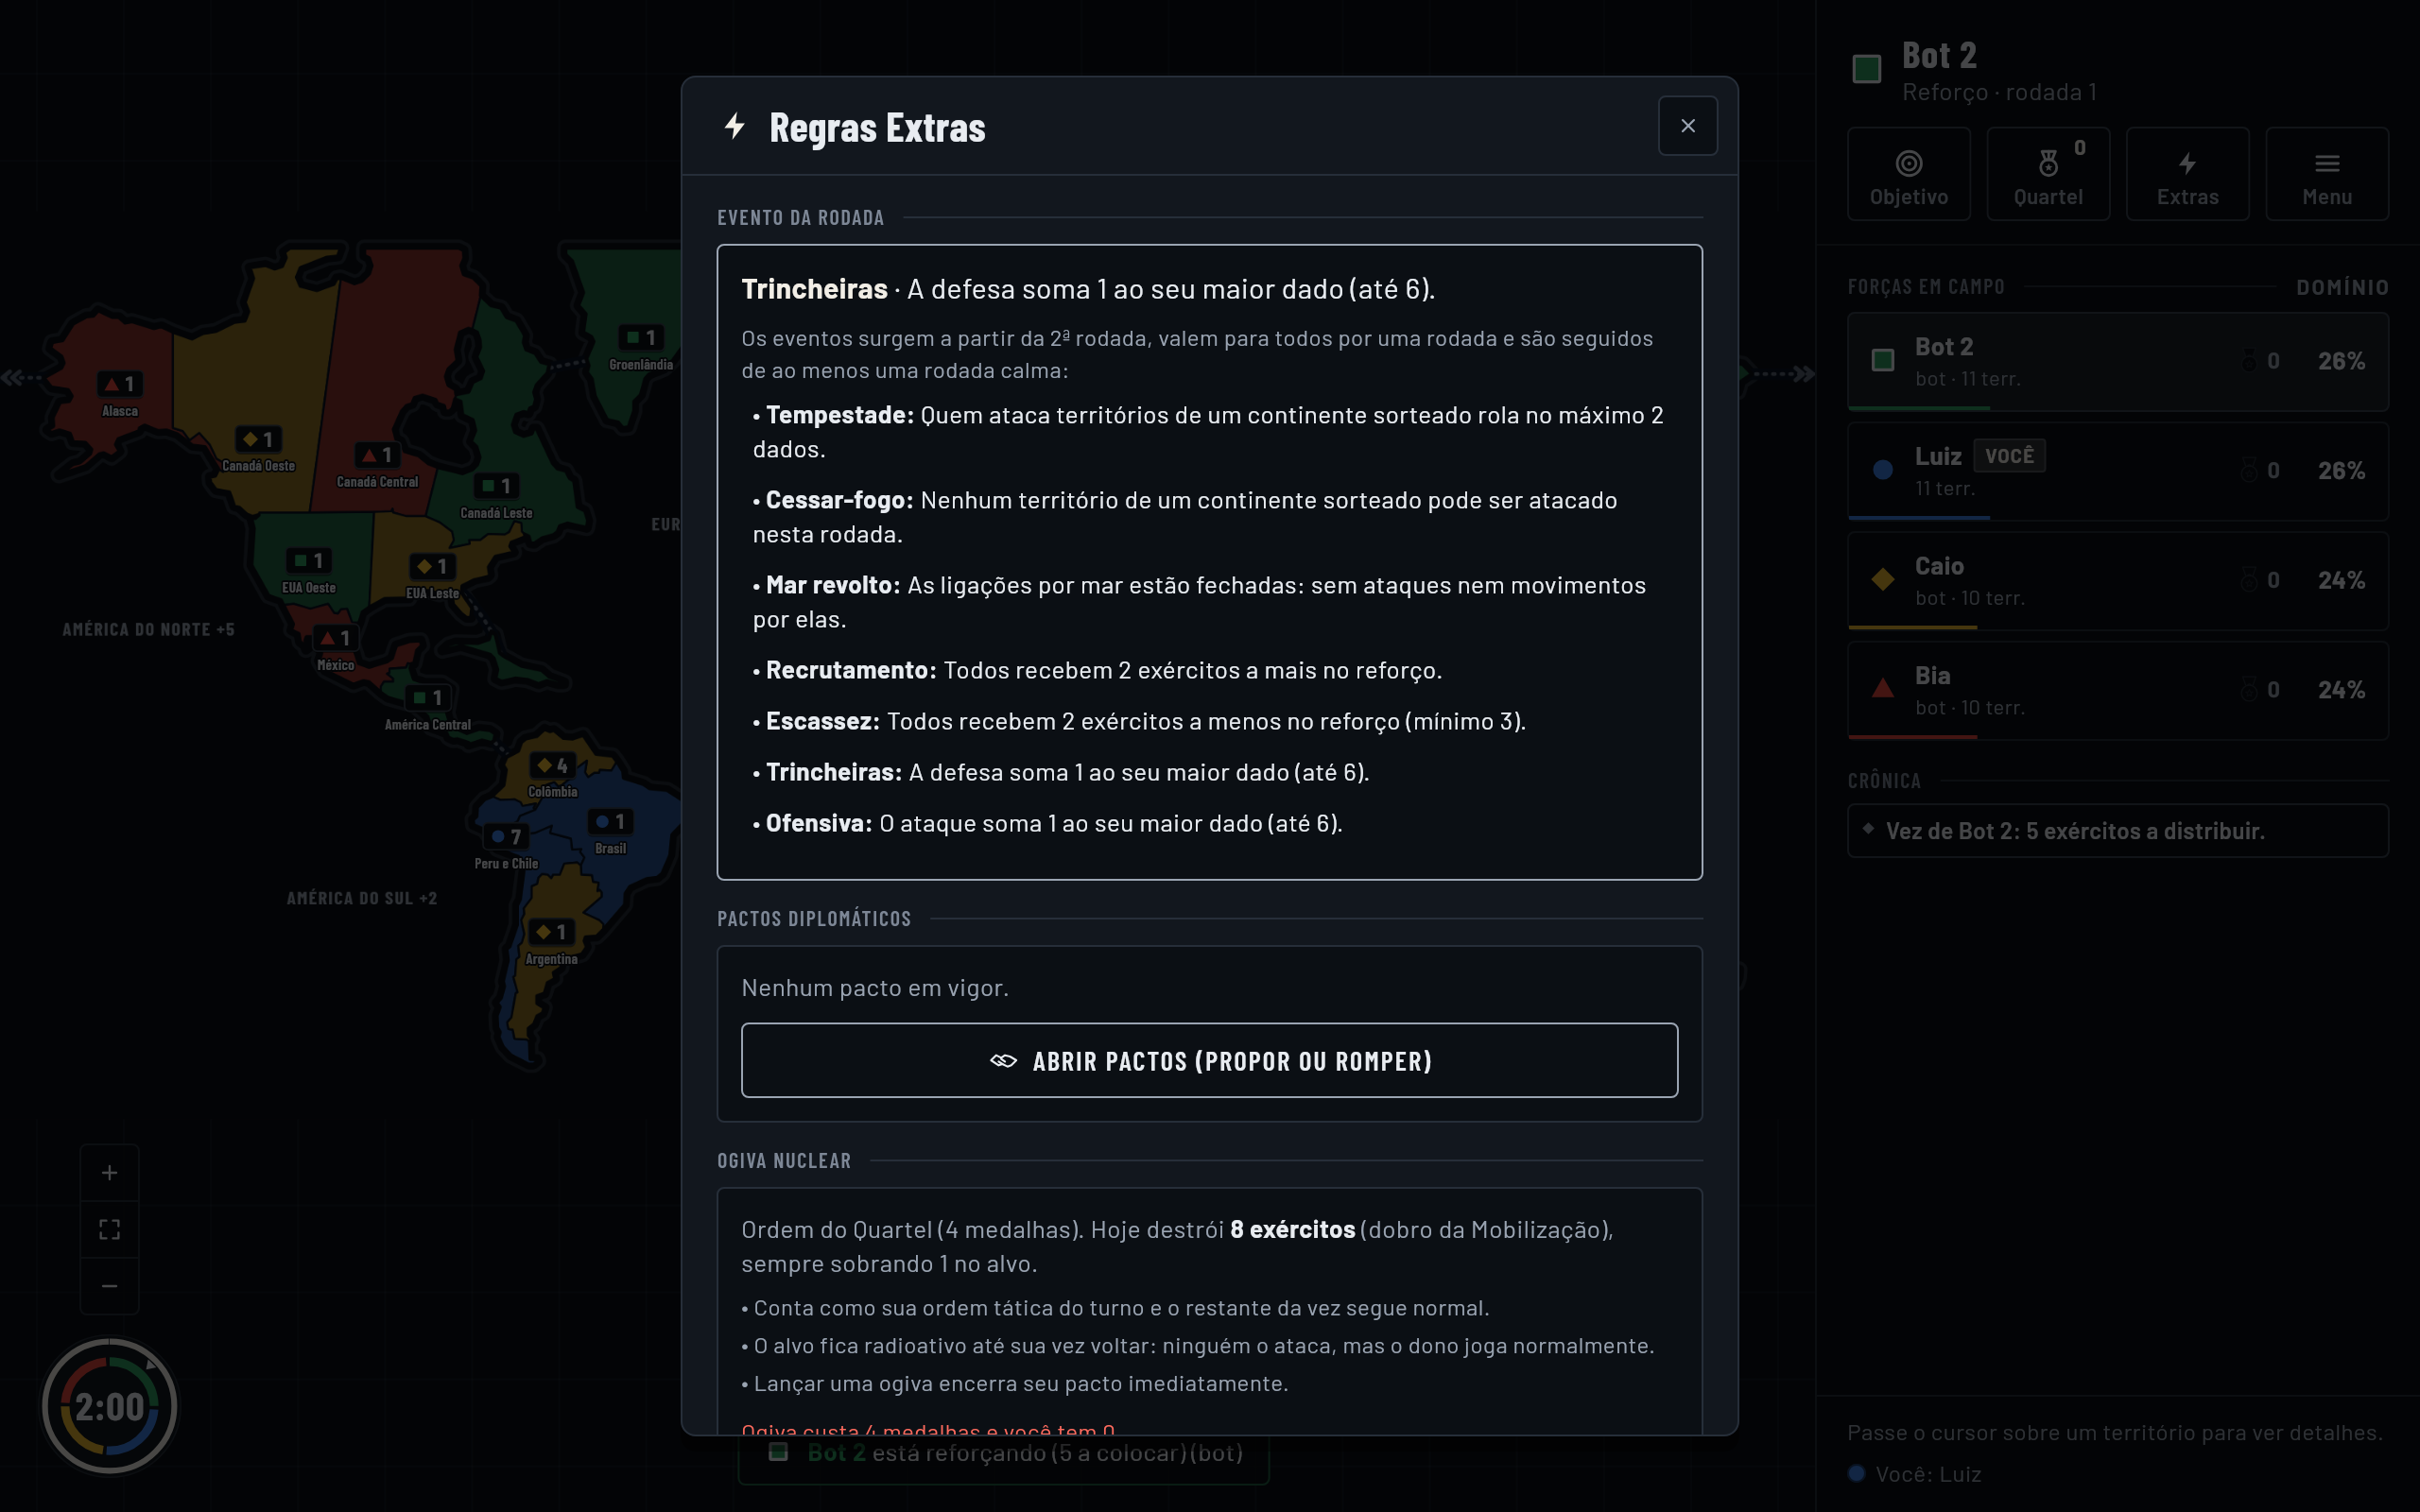 Regras Extras
EVENTO DA RODADA
Trincheiras · A defesa soma 1 ao seu maior dado (até 6).
Os eventos surgem a partir da 2ª rodada, valem para todos por uma rodada e são seguidos
de ao menos uma rodada calma:
• Tempestade: Quem ataca territórios de um continente sorteado rola no máximo 2
dados.
• Cessar-fogo: Nenhum território de um continente sorteado pode ser atacado
nesta rodada.
• Mar revolto: As ligações por mar estão fechadas: sem ataques nem movimentos
por elas.
• Recrutamento: Todos recebem 2 exércitos a mais no reforço.
• Escassez: Todos recebem 2 exércitos a menos no reforço (mínimo 3).
• Trincheiras: A defesa soma 1 ao seu maior dado (até 6).
• Ofensiva: O ataque soma 1 ao seu maior dado (até 6).
PACTOS DIPLOMÁTICOS
Nenhum pacto em vigor.
ABRIR PACTOS (PROPOR OU ROMPER)
OGIVA NUCLEAR
Ordem do Quartel (4 medalhas). Hoje destrói 8 exércitos (dobro da Mobilização),
sempre sobrando 1 no alvo.
• Conta como sua ordem tática do turno e o restante da vez segue normal.
• O alvo fica radioativo até sua vez voltar: ninguém o ataca, mas o dono joga normalmente.
• Lançar uma ogiva encerra seu pacto imediatamente.
Ogiva custa 4 medalhas e você tem 0
Bot 2 está reforçando (5 a colocar) (bot)
1
Groenlândia
1
Alasca
1
Canadá Oeste
1
Canadá Central
1
Canadá Leste
EUR
1
EUA Oeste
1
EUA Leste
AMÉRICA DO NORTE +5
1
México
1
América Central
4
Colômbia
1
Brasil
7
Peru e Chile
AMÉRICA DO SUL +2
1
Argentina
2:00
Bot 2
Reforço · rodada 1
Objetivo
0
Quartel
Extras
Menu
FORÇAS EM CAMPO
DOMÍNIO
Bot 2
bot · 11 terr.
0
26%
Luiz VOCÊ
11 terr.
0
26%
Caio
bot · 10 terr.
0
24%
Bia
bot · 10 terr.
0
24%
CRÔNICA
Vez de Bot 2: 5 exércitos a distribuir.
Passe o cursor sobre um território para ver detalhes.
Você: Luiz